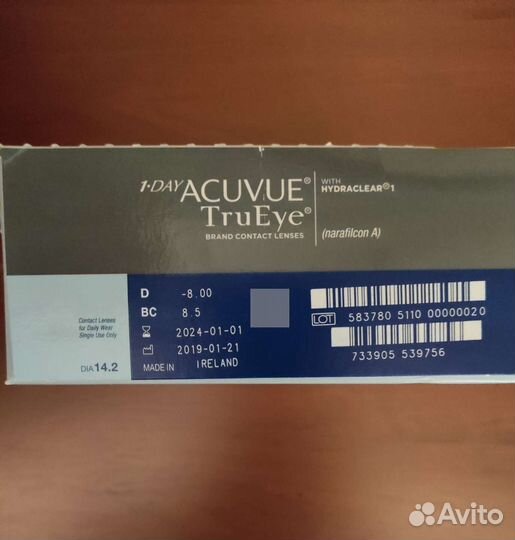 1·DAY ACUVUE® TruEye®
BRAND CONTACT LENSES
WITH
HYDRACLEAR®1
(narafilcon A)
Contact Lenses
for Daily Wear
Single Use Only
DIA 14.2
D -8.00
BC 8.5
2024-01-01
2019-01-21
MADE IN IRELAND
LOT 583780 5110 00000020
733905 539756
Avito